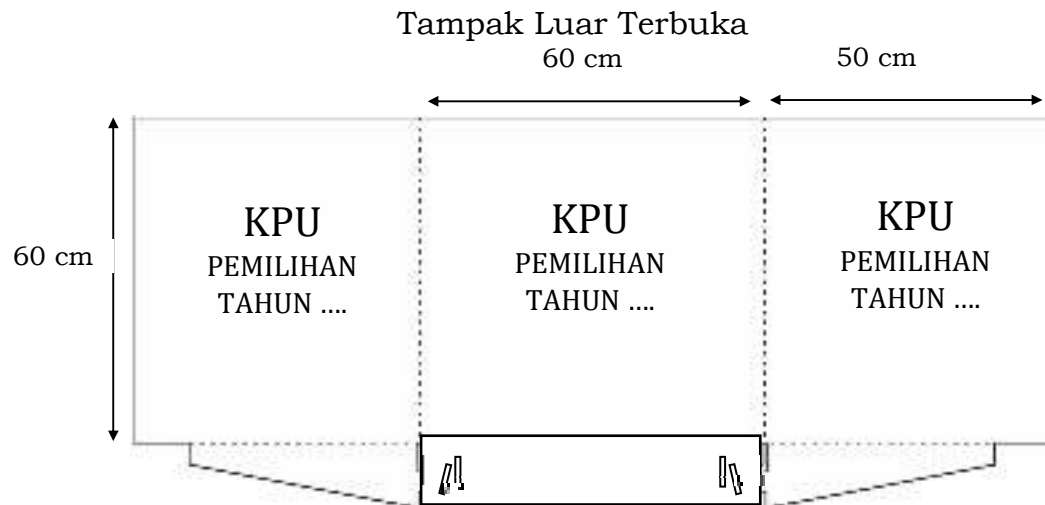 Tampak Luar Terbuka
60 cm
50 cm
KPU
PEMILIHAN
TAHUN ....
KPU
PEMILIHAN
TAHUN ....
KPU
PEMILIHAN
TAHUN ....
60 cm